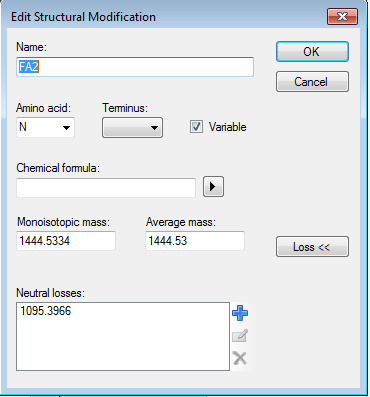 Edit Structural Modification
Name:
FA2
OK
Cancel
Amino acid:
Terminus:
N
Variable
Chemical formula:
Monoisotopic mass:
Average mass:
1444.5334
1444.53
Loss <<
Neutral losses:
1095.3966